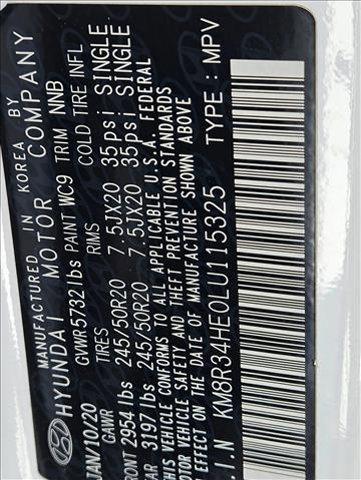 MANUFACTURED IN KOREA BY
HYUNDAI MOTOR COMPANY
GVWR 5732 lbs PAINT WC9 TRIM NNB
JAN/10/20
GAWR TIRES RIMS COLD TIRE INFL
FRONT 2954 lbs 245/50R20 7.5JX20 35psi SINGLE
REAR 3197 lbs 245/50R20 7.5JX20 35psi SINGLE
THIS VEHICLE CONFORMS TO ALL APPLICABLE U.S.A. FEDERAL
MOTOR VEHICLE SAFETY, BUMPER, AND THEFT PREVENTION STANDARDS
IN EFFECT ON THE DATE OF MANUFACTURE SHOWN ABOVE
V.I.N KM8R34HE0LU115325 TYPE : MPV